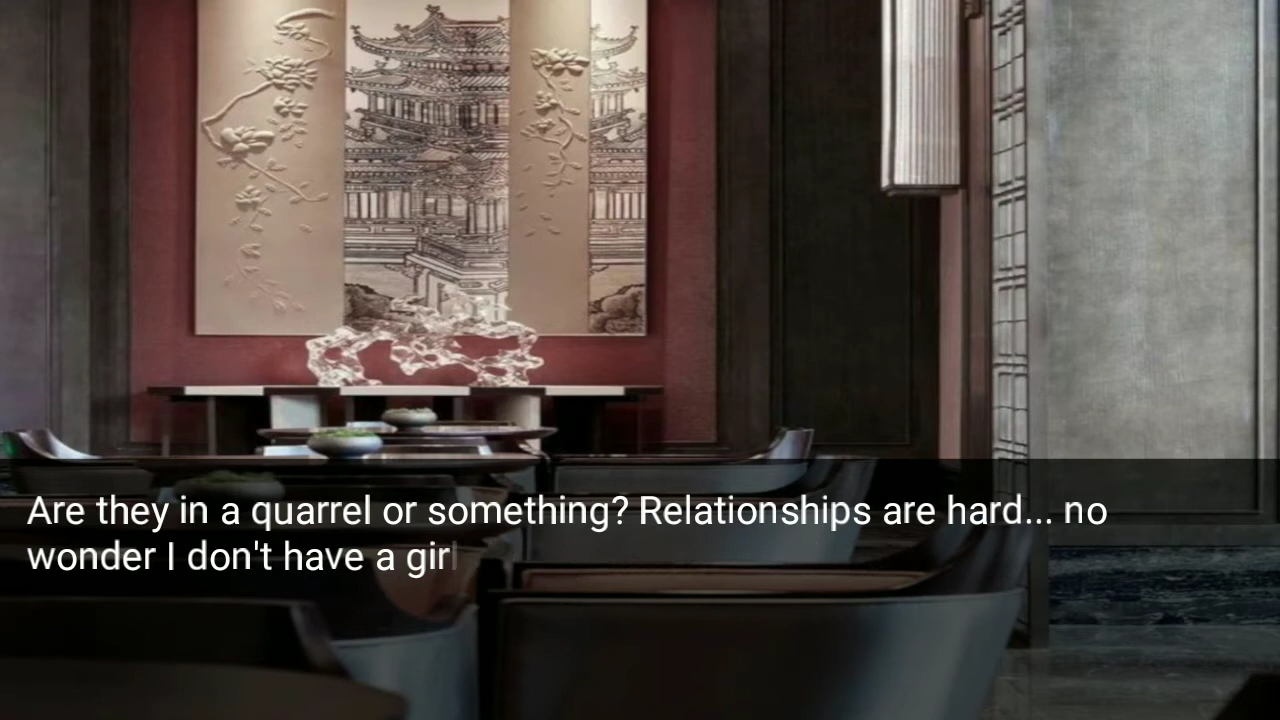 Are they in a quarrel or something? Relationships are hard... no
wonder I don't have a girl